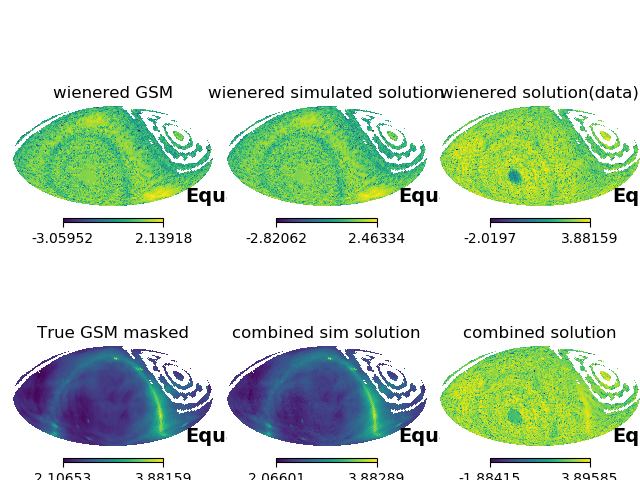 wienered GSM
wienered simulated solution
wienered solution(data)
Equ
Equ
Eq
-3.05952 2.13918
-2.82062 2.46334
-2.0197 3.88159
True GSM masked
combined sim solution
combined solution
Equ
Equ
Eq
2.10653 3.88159
2.06601 3.88289
-1.88415 3.89585